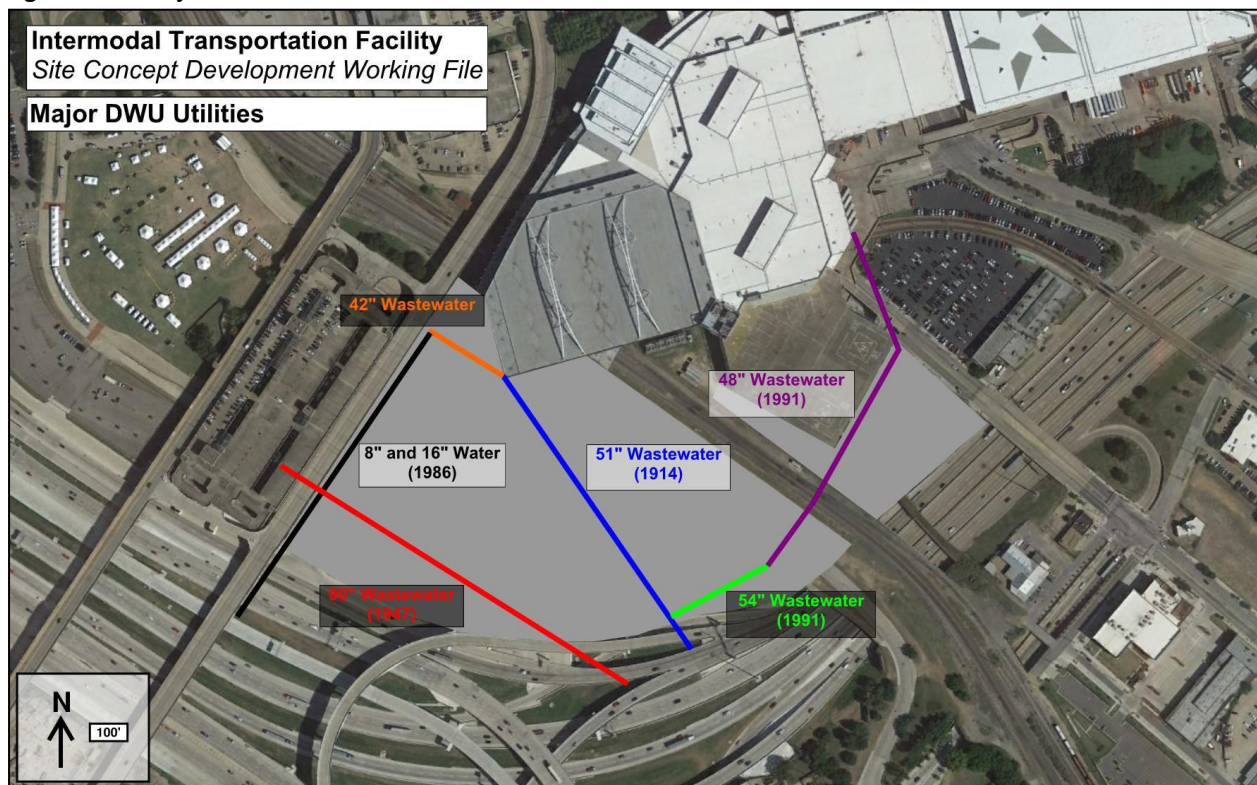 Intermodal Transportation Facility
Site Concept Development Working File
Major DWU Utilities
42" Wastewater
48" Wastewater
(1991)
8" and 16" Water
(1986)
51" Wastewater
(1914)
Wastewater
(1947)
54" Wastewater
(1991)
N
100'